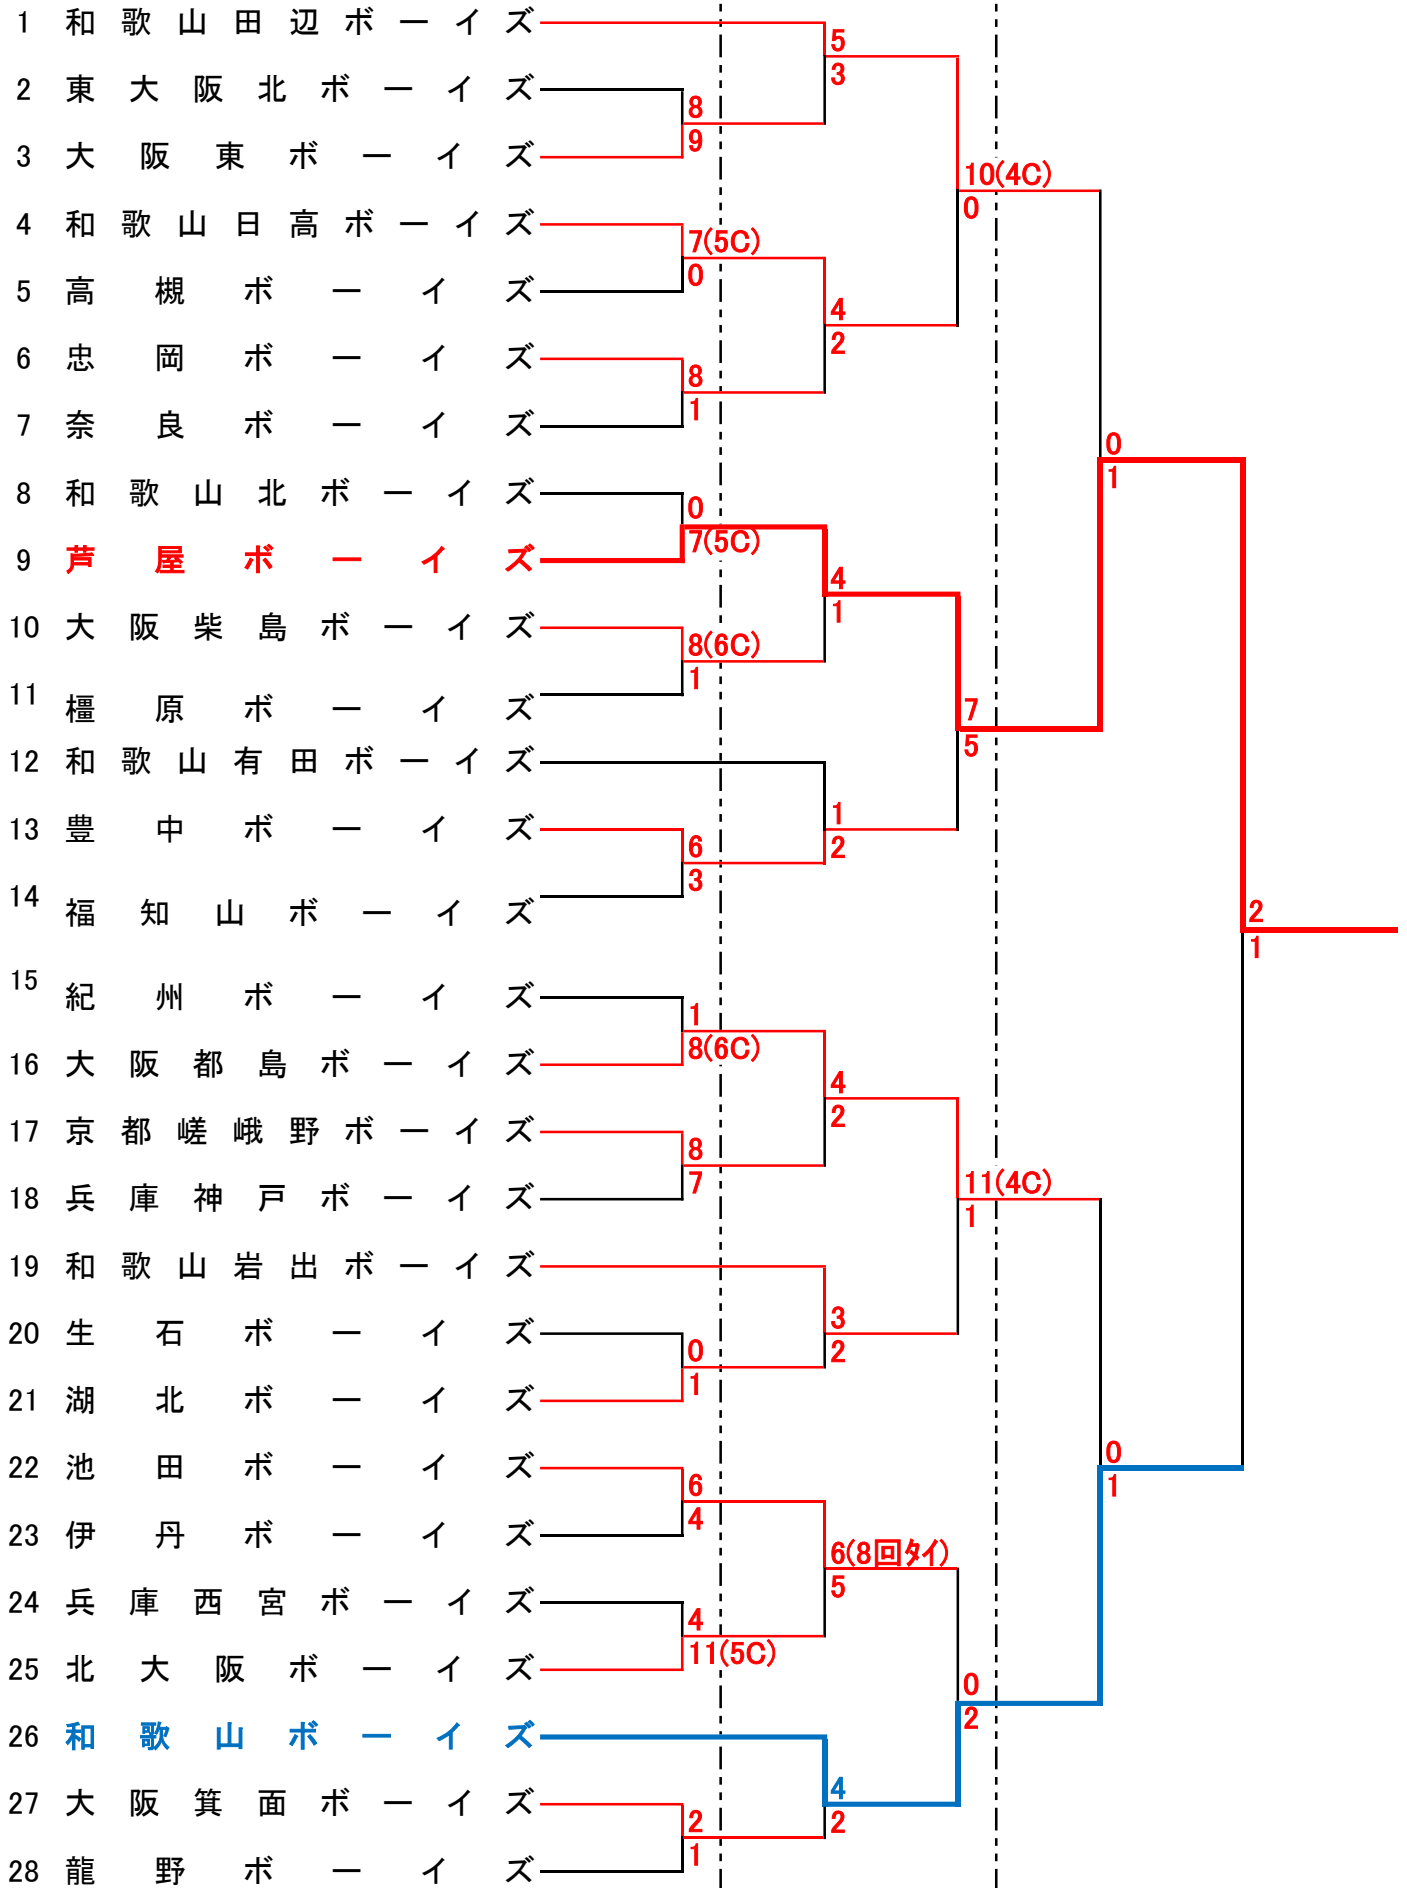 1 和歌山田辺ボーイズ
5
3
2 東大阪北ボーイズ
8
9
3 大阪東ボーイズ
10(4C)
0
4 和歌山日高ボーイズ
7(5C)
0
5 高槻ボーイズ
4
2
6 忠岡ボーイズ
8
1
7 奈良ボーイズ
0
1
8 和歌山北ボーイズ
0
7(5C)
9 芦屋ボーイズ
4
1
10 大阪柴島ボーイズ
8(6C)
1
11 橿原ボーイズ
7
5
12 和歌山有田ボーイズ
1
2
13 豊中ボーイズ
6
3
14 福知山ボーイズ
2
1
15 紀州ボーイズ
1
8(6C)
16 大阪都島ボーイズ
4
2
17 京都嵯峨野ボーイズ
8
7
18 兵庫神戸ボーイズ
11(4C)
1
19 和歌山岩出ボーイズ
3
2
20 生石ボーイズ
0
1
21 湖北ボーイズ
0
1
22 池田ボーイズ
6
4
23 伊丹ボーイズ
6(8回ﾀｲ)
5
24 兵庫西宮ボーイズ
4
11(5C)
25 北大阪ボーイズ
0
2
26 和歌山ボーイズ
4
2
27 大阪箕面ボーイズ
2
1
28 龍野ボーイズ